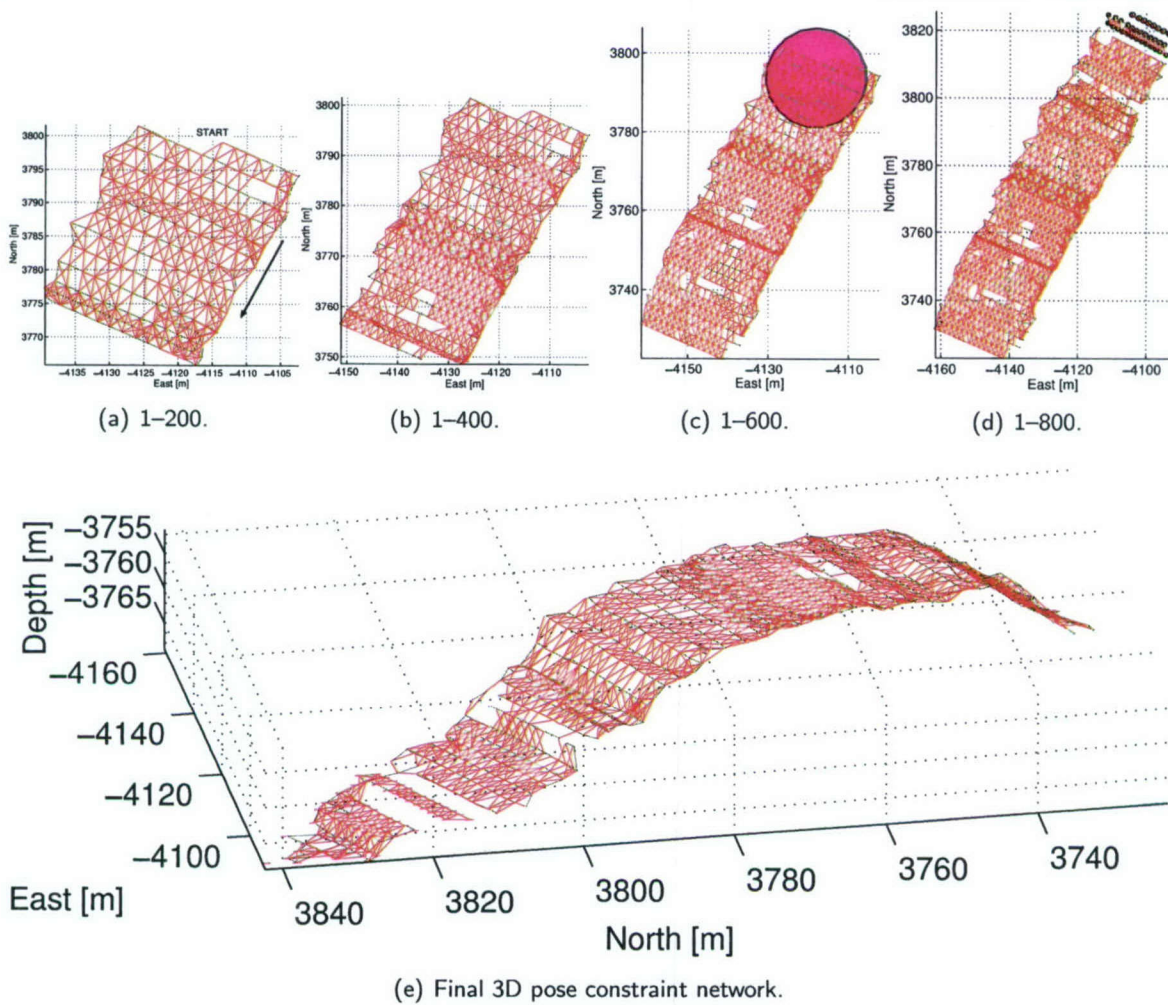 START
3800
3795
3790
3785
3780
3775
3770
North [m]
−4135 −4130 −4125 −4120 −4115 −4110 −4105
East [m]
(a) 1–200.
3800
3790
3780
3770
3760
3750
North [m]
−4150 −4140 −4130 −4120 −4110
East [m]
(b) 1–400.
3800
3780
3760
3740
North [m]
−4150 −4130 −4110
East [m]
(c) 1–600.
3820
3800
3780
3760
3740
North [m]
−4160 −4140 −4120 −4100
East [m]
(d) 1–800.
Depth [m]
−3755
−3760
−3765
−4160
−4140
−4120
−4100
East [m]
3840 3820 3800 3780 3760 3740
North [m]
(e) Final 3D pose constraint network.